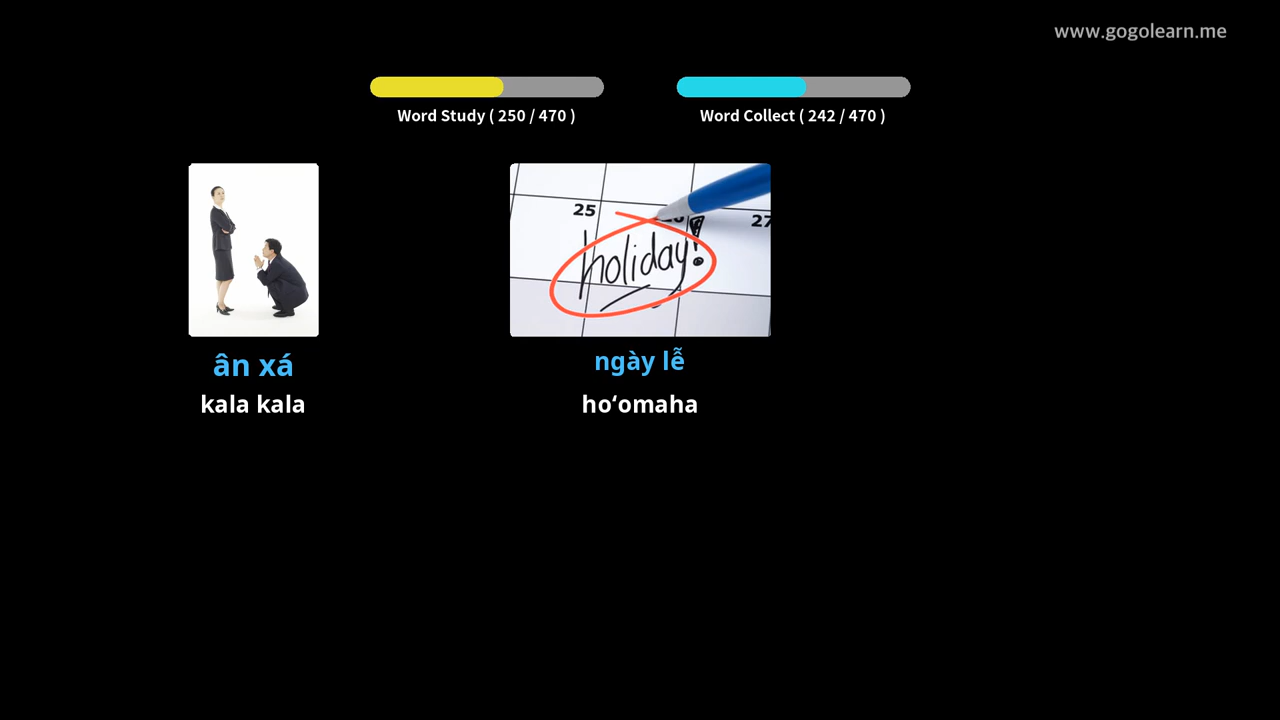 www.gogolearn.me
Word Study ( 250 / 470 )
Word Collect ( 242 / 470 )
25
27
holiday!
ân xá
kala kala
ngày lễ
hoʻomaha